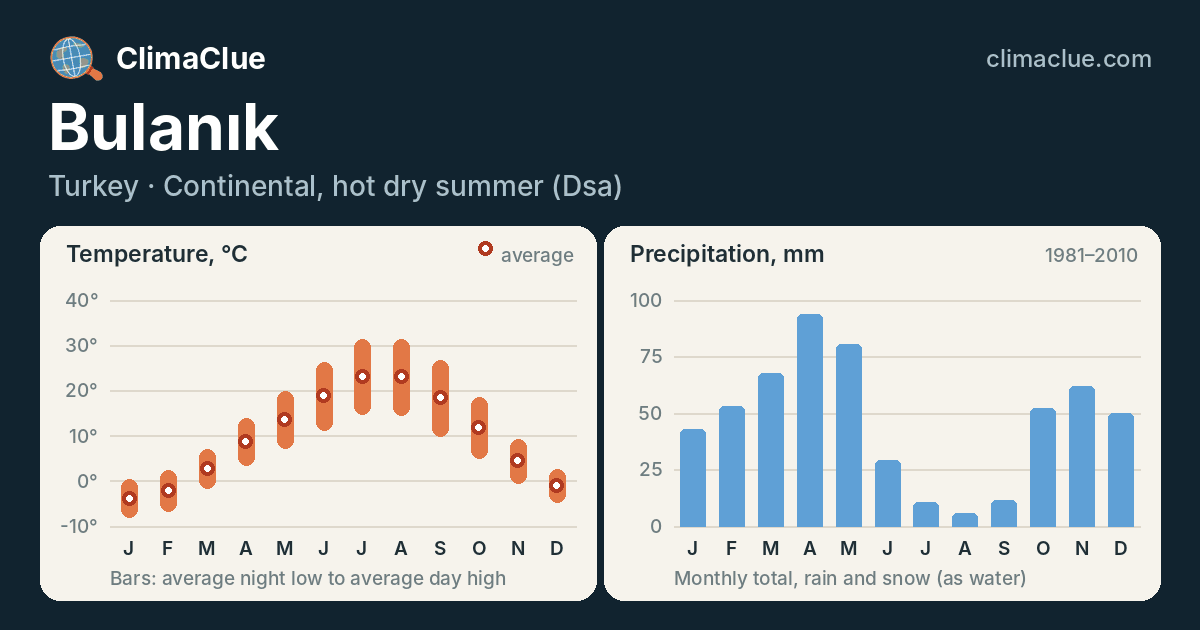 ClimaClue
climaclue.com
Bulanık
Turkey · Continental, hot dry summer (Dsa)
Temperature, °C
average
40°
30°
20°
10°
0°
-10°
J F M A M J J A S O N D
Bars: average night low to average day high
Precipitation, mm
1981–2010
100
75
50
25
0
J F M A M J J A S O N D
Monthly total, rain and snow (as water)